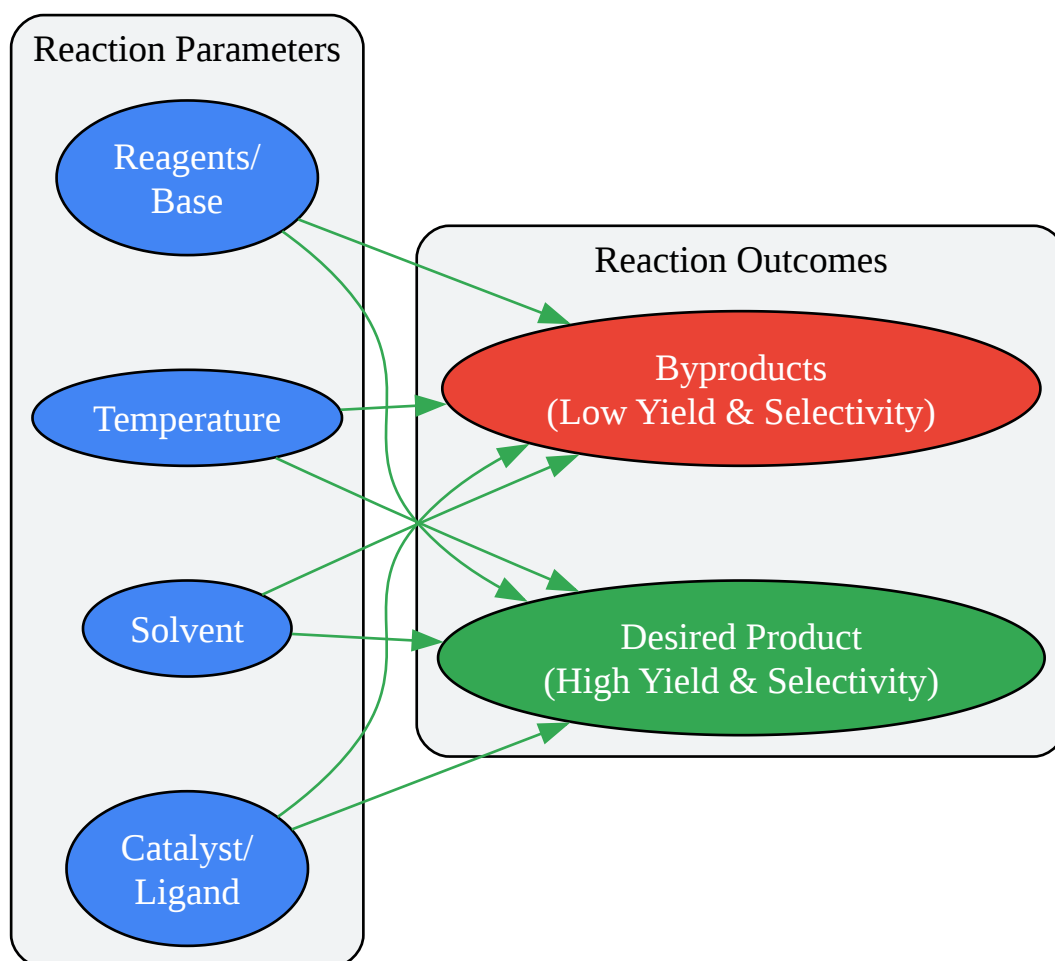 Reaction Parameters
Reagents/
Base
Temperature
Solvent
Catalyst/
Ligand
Reaction Outcomes
Byproducts
(Low Yield & Selectivity)
Desired Product
(High Yield & Selectivity)